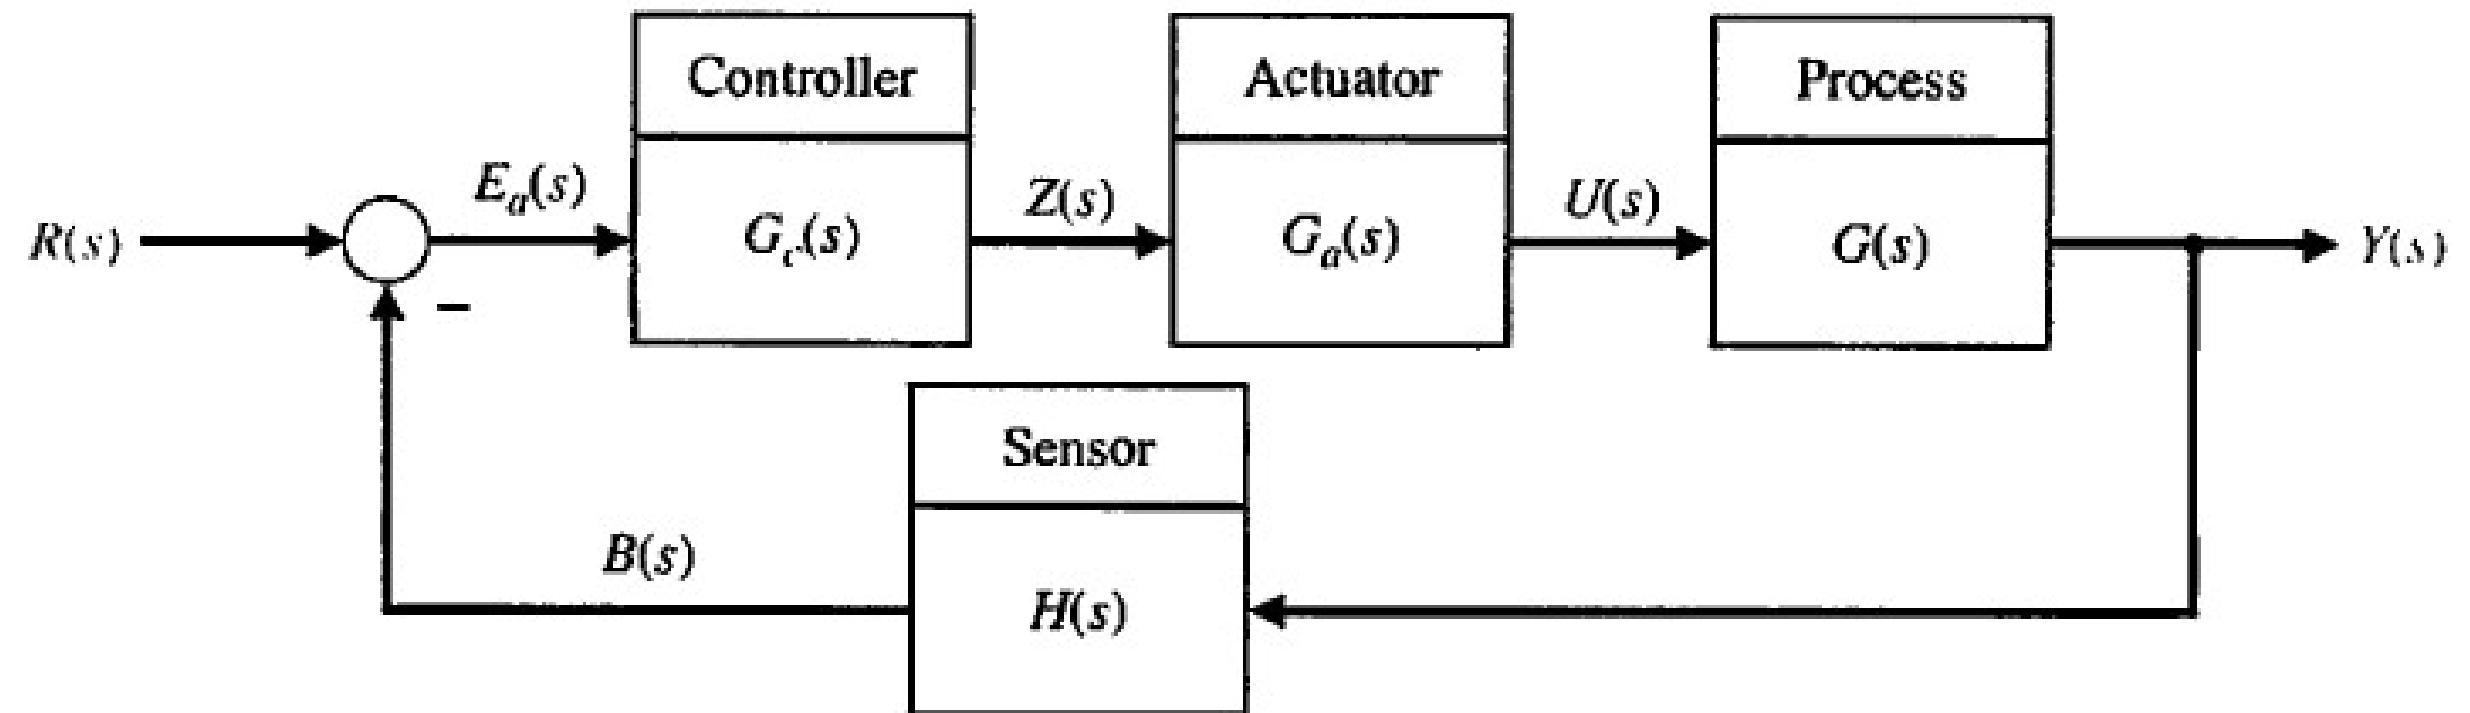 Controller
Actuator
Process
R(s)
E_a(s)
G_c(s)
Z(s)
G_a(s)
U(s)
G(s)
Y(s)
−
Sensor
B(s)
H(s)